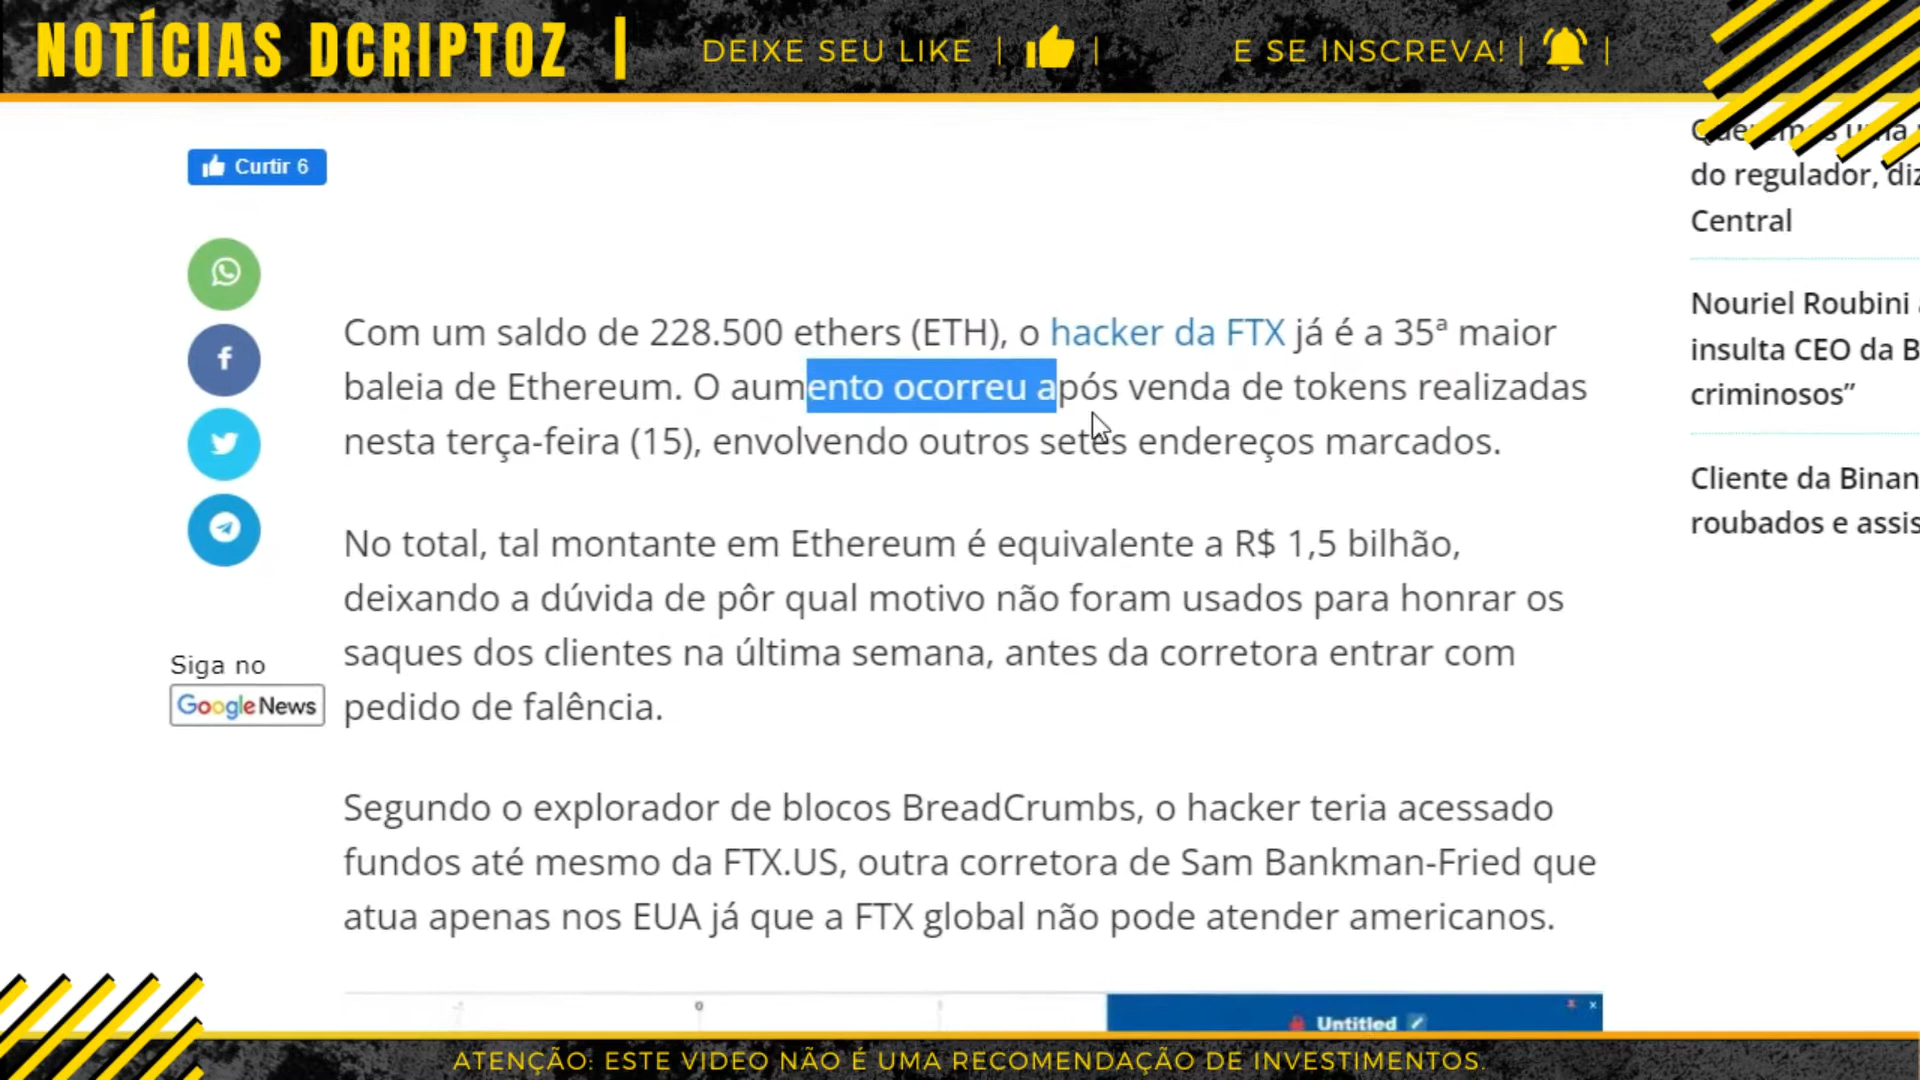 NOTÍCIAS DCRIPTOZ |
DEIXE SEU LIKE | |
E SE INSCREVA! | |
Curtir 6
Com um saldo de 228.500 ethers (ETH), o hacker da FTX já é a 35ª maior
baleia de Ethereum. O aumento ocorreu após venda de tokens realizadas
nesta terça-feira (15), envolvendo outros setes endereços marcados.
No total, tal montante em Ethereum é equivalente a R$ 1,5 bilhão,
deixando a dúvida de pôr qual motivo não foram usados para honrar os
saques dos clientes na última semana, antes da corretora entrar com
pedido de falência.
Siga no
Google News
Segundo o explorador de blocos BreadCrumbs, o hacker teria acessado
fundos até mesmo da FTX.US, outra corretora de Sam Bankman-Fried que
atua apenas nos EUA já que a FTX global não pode atender americanos.
Queremos uma
do regulador, diz
Central
Nouriel Roubini
insulta CEO da B
criminosos”
Cliente da Binan
roubados e assis
0
Untitled
ATENÇÃO: ESTE VIDEO NÃO É UMA RECOMENDAÇÃO DE INVESTIMENTOS.